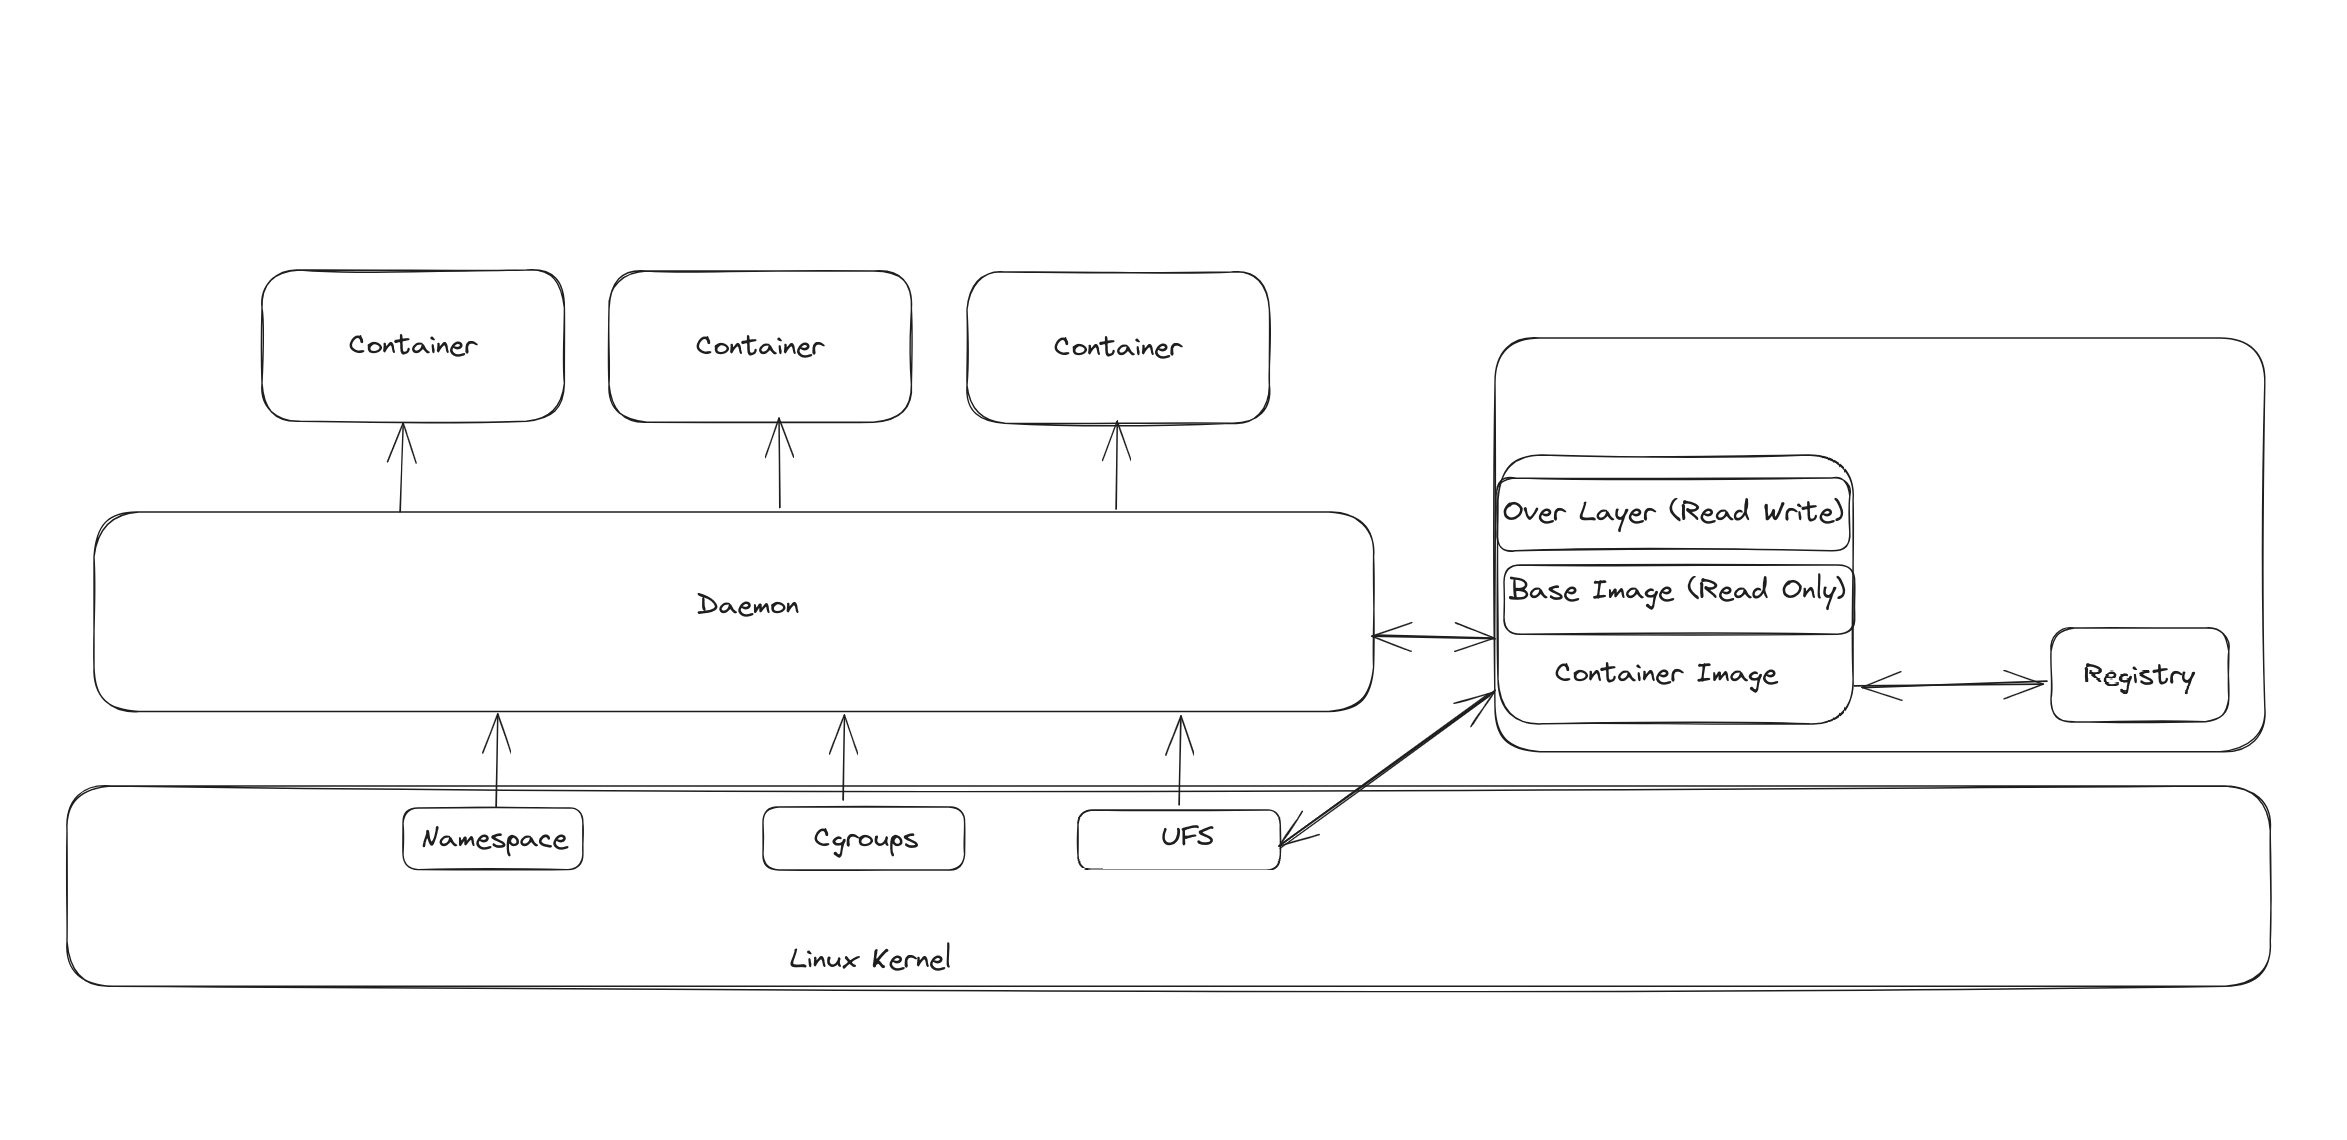 Container
Container
Container
Over Layer (Read Write)
Base Image (Read Only)
Container Image
Registry
Daemon
Namespace
Cgroups
UFS
Linux Kernel